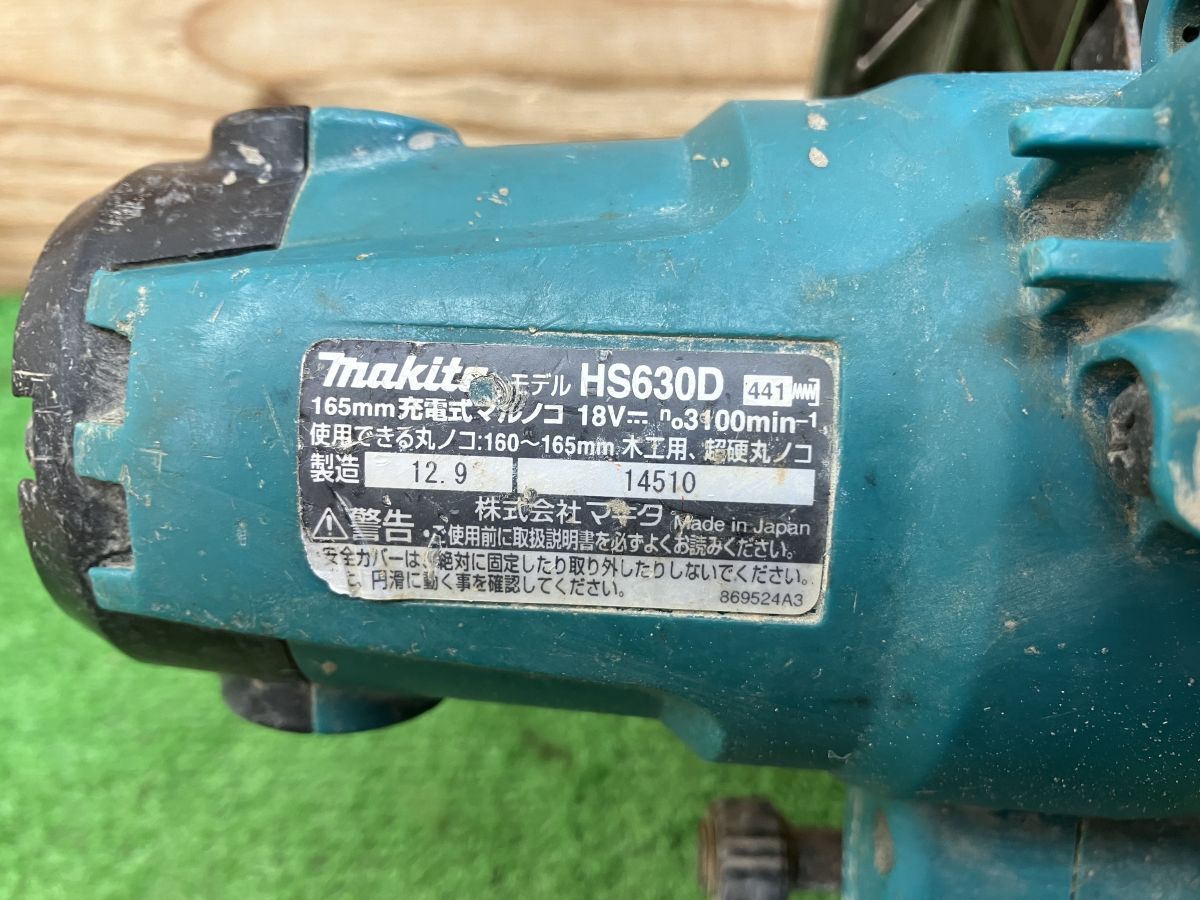 makita モデル HS630D 441
165mm 充電式マルノコ 18V⎓ n₀3100min⁻¹
使用できる丸ノコ:160～165mm 木工用、超硬丸ノコ
製造 12.9 14510
株式会社マキタ Made in Japan
⚠警告 ・ご使用前に取扱説明書を必ずよくお読みください。
安全カバーは、絶対に固定したり取り外したりしないでください。
円滑に動く事を確認してください。
869524A3